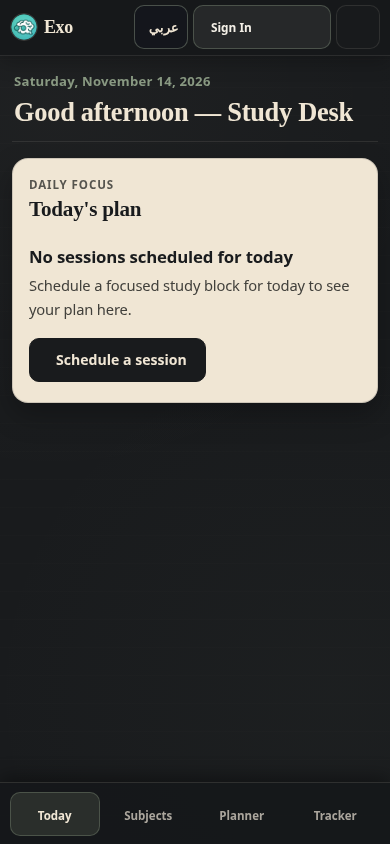 Exo
عربي
Sign In
Saturday, November 14, 2026
Good afternoon — Study Desk
DAILY FOCUS
Today's plan
No sessions scheduled for today
Schedule a focused study block for today to see
your plan here.
Schedule a session
Today
Subjects
Planner
Tracker